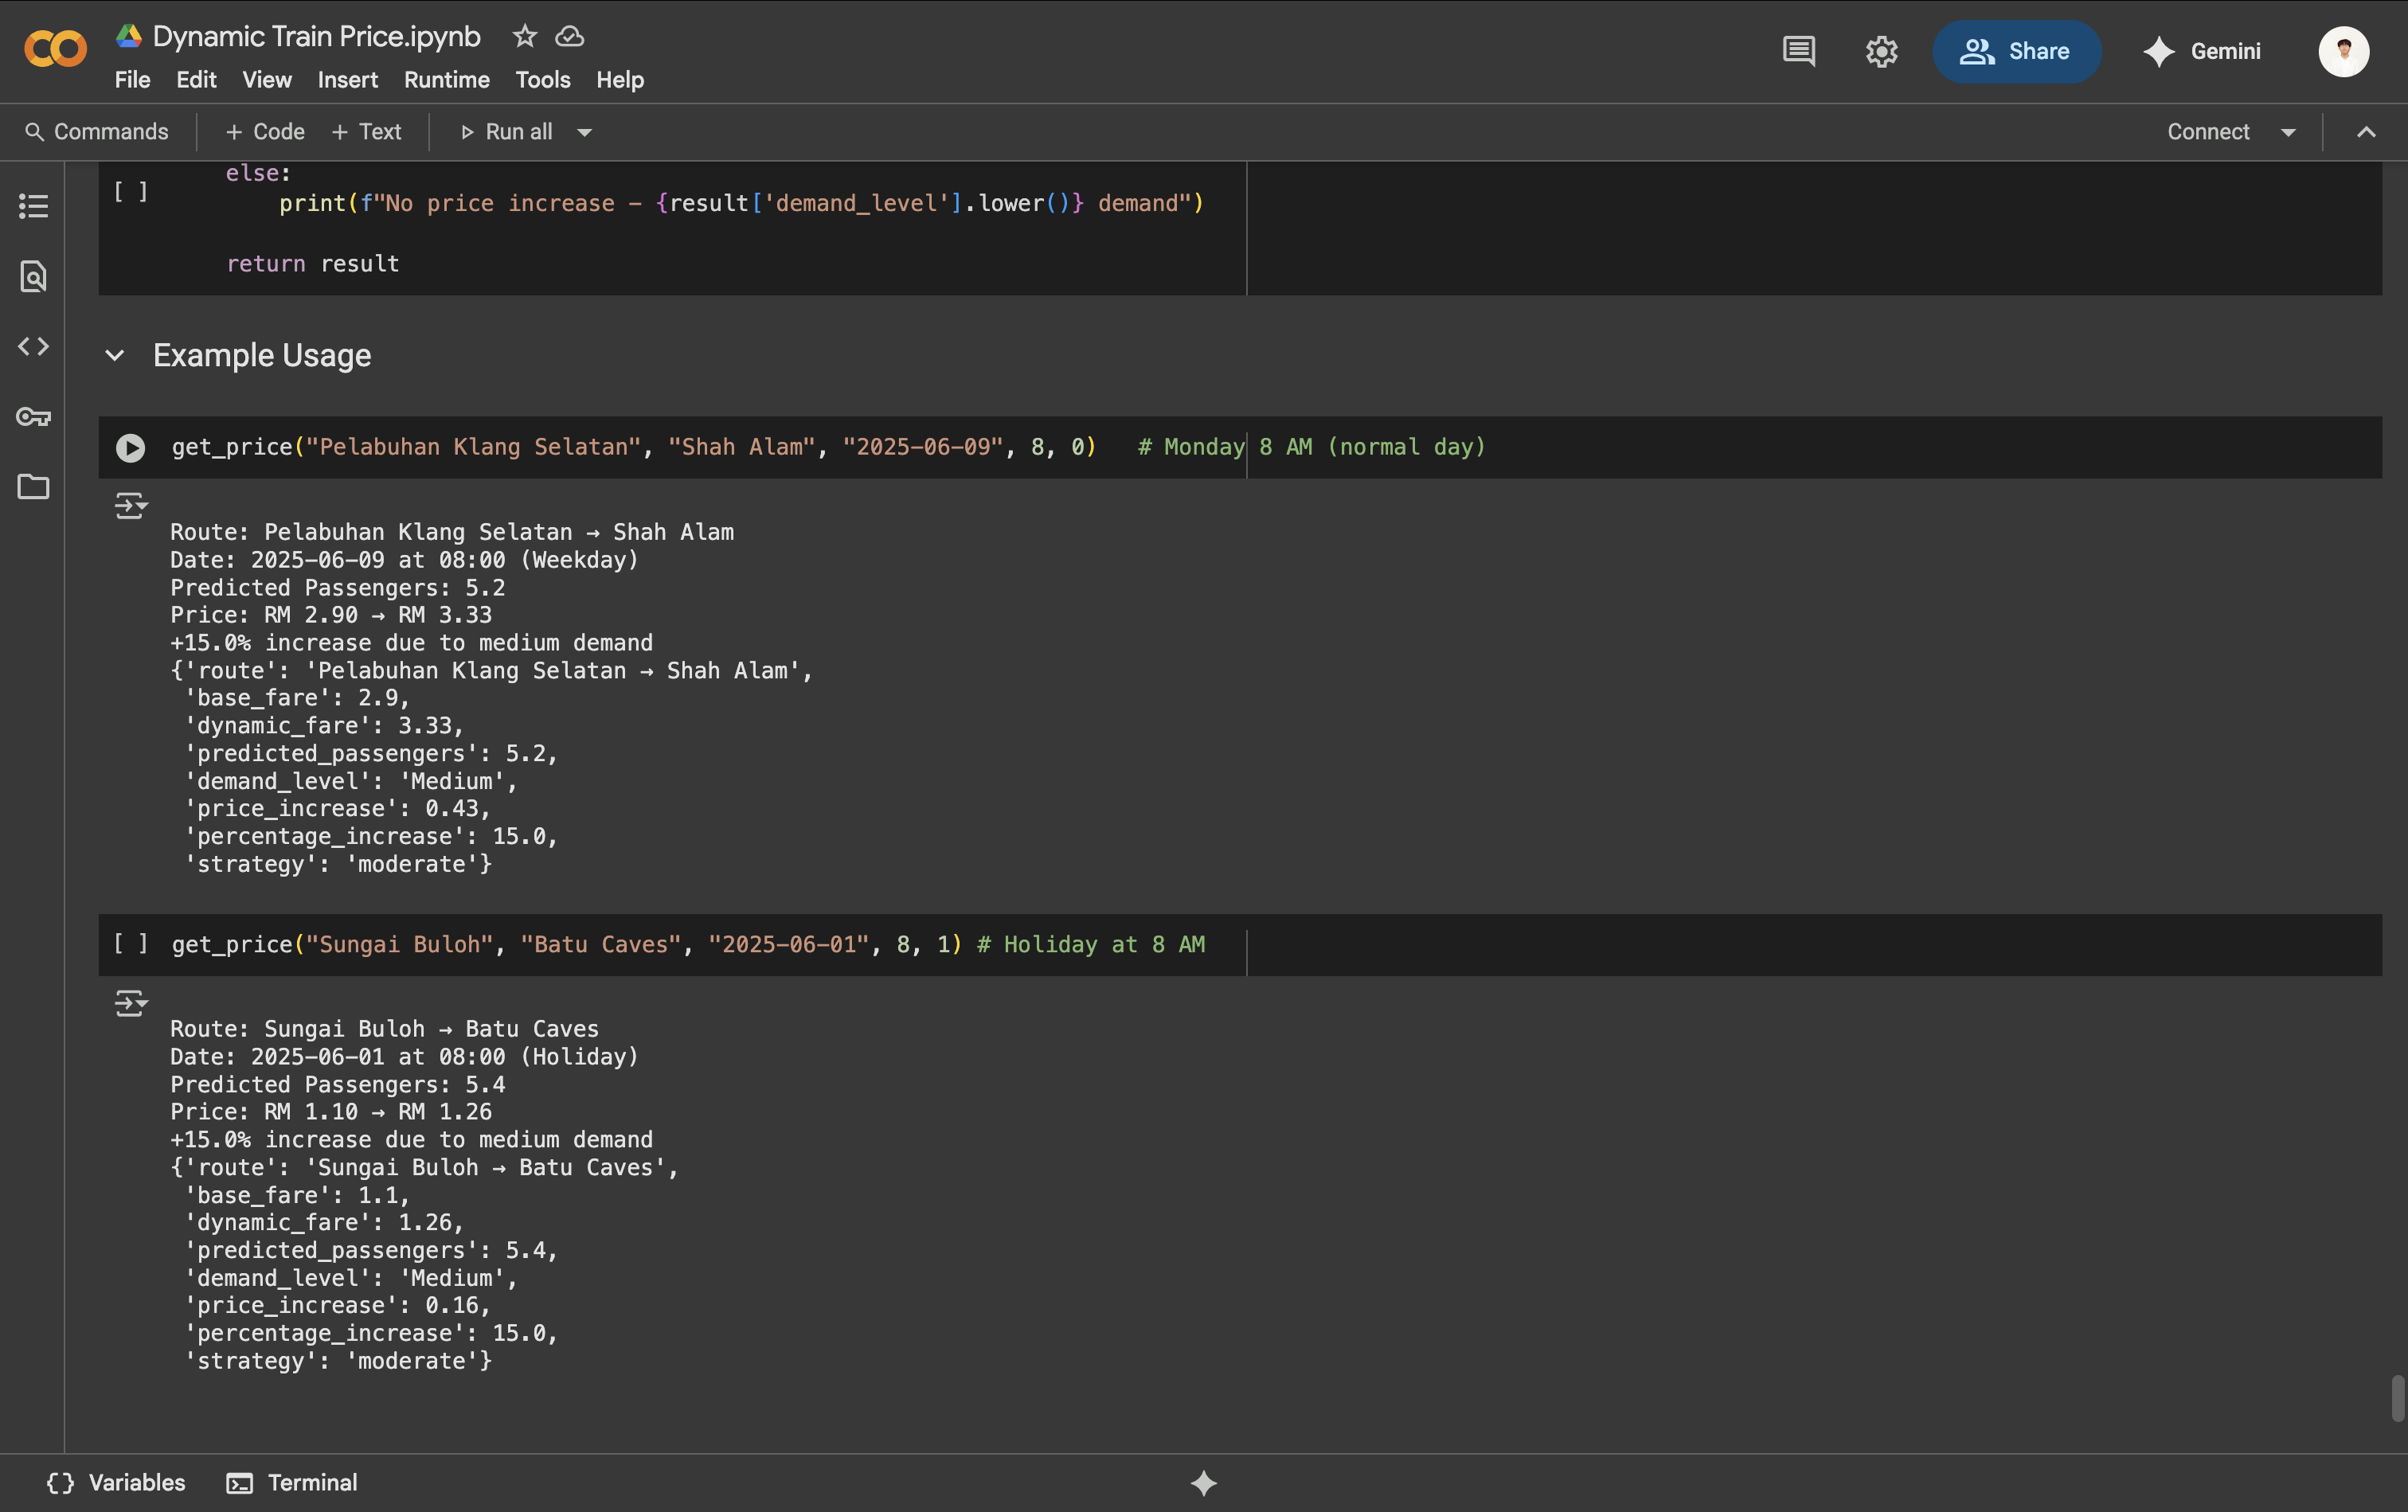 Dynamic Train Price.ipynb
File Edit View Insert Runtime Tools Help
Share
Gemini
Commands + Code + Text Run all
Connect
else:
[ ] print(f"No price increase – {result['demand_level'].lower()} demand")
return result
Example Usage
get_price("Pelabuhan Klang Selatan", "Shah Alam", "2025-06-09", 8, 0) # Monday 8 AM (normal day)
Route: Pelabuhan Klang Selatan → Shah Alam
Date: 2025-06-09 at 08:00 (Weekday)
Predicted Passengers: 5.2
Price: RM 2.90 → RM 3.33
+15.0% increase due to medium demand
{'route': 'Pelabuhan Klang Selatan → Shah Alam',
'base_fare': 2.9,
'dynamic_fare': 3.33,
'predicted_passengers': 5.2,
'demand_level': 'Medium',
'price_increase': 0.43,
'percentage_increase': 15.0,
'strategy': 'moderate'}
[ ] get_price("Sungai Buloh", "Batu Caves", "2025-06-01", 8, 1) # Holiday at 8 AM
Route: Sungai Buloh → Batu Caves
Date: 2025-06-01 at 08:00 (Holiday)
Predicted Passengers: 5.4
Price: RM 1.10 → RM 1.26
+15.0% increase due to medium demand
{'route': 'Sungai Buloh → Batu Caves',
'base_fare': 1.1,
'dynamic_fare': 1.26,
'predicted_passengers': 5.4,
'demand_level': 'Medium',
'price_increase': 0.16,
'percentage_increase': 15.0,
'strategy': 'moderate'}
{} Variables Terminal